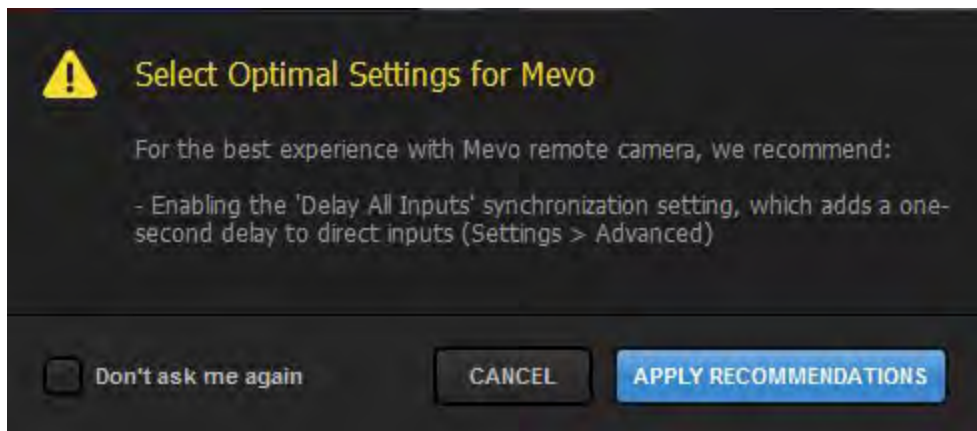 Select Optimal Settings for Mevo
For the best experience with Mevo remote camera, we recommend:
- Enabling the 'Delay All Inputs' synchronization setting, which adds a one-
second delay to direct inputs (Settings > Advanced)
Don't ask me again
CANCEL
APPLY RECOMMENDATIONS